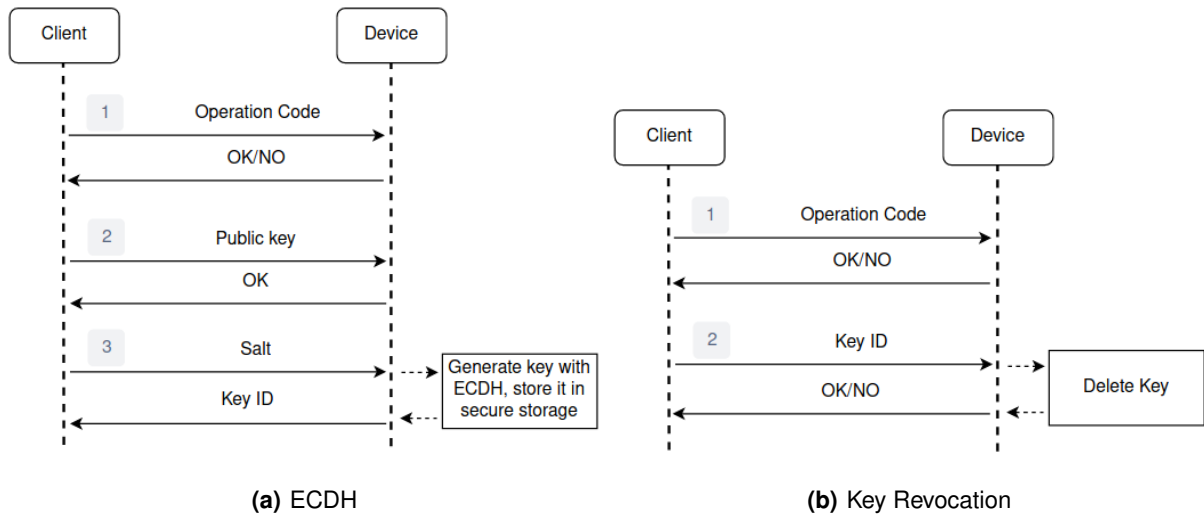 Client
Device
1
Operation Code
OK/NO
2
Public key
OK
3
Salt
Generate key with
ECDH, store it in
secure storage
Key ID
(a) ECDH
Client
Device
1
Operation Code
OK/NO
2
Key ID
Delete Key
OK/NO
(b) Key Revocation